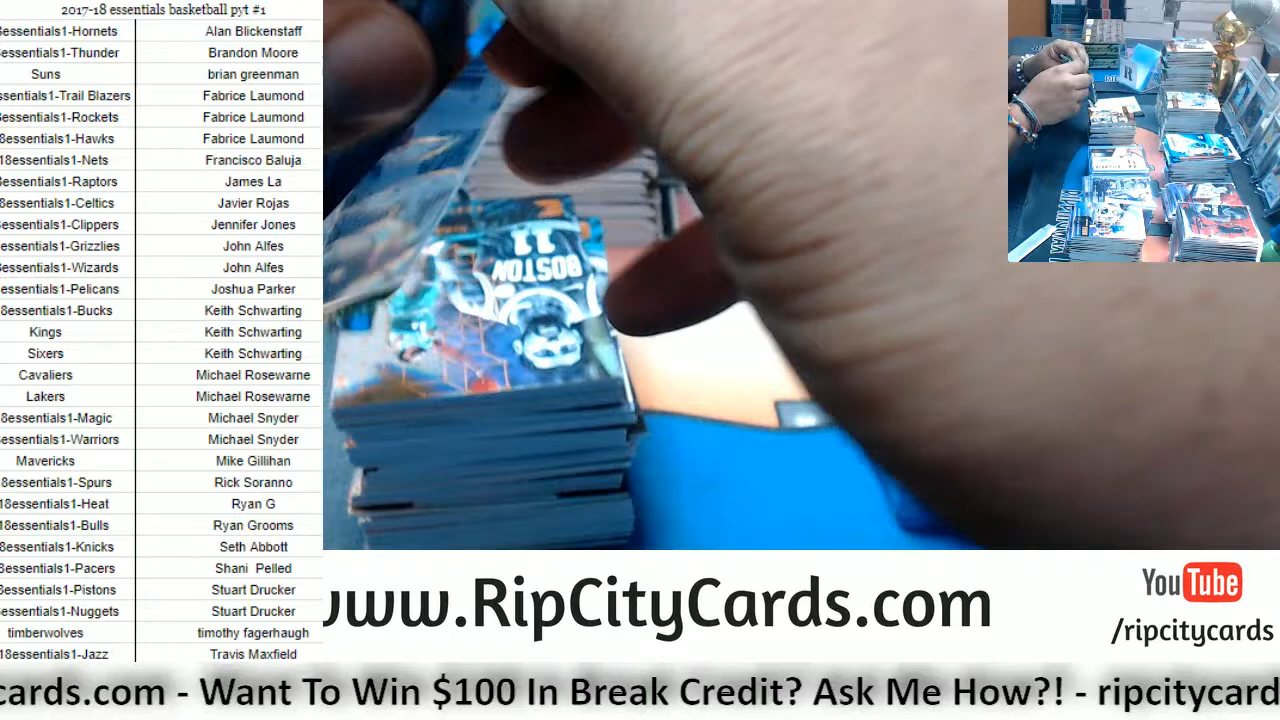 2017-18 essentials basketball pyt #1
8essentials1-Hornets Alan Blickenstaff
essentials1-Thunder Brandon Moore
Suns brian greenman
ssentials1-Trail Blazers Fabrice Laumond
essentials1-Rockets Fabrice Laumond
8essentials1-Hawks Fabrice Laumond
18essentials1-Nets Francisco Baluja
essentials1-Raptors James La
8essentials1-Celtics Javier Rojas
essentials1-Clippers Jennifer Jones
essentials1-Grizzlies John Alfes
essentials1-Wizards John Alfes
essentials1-Pelicans Joshua Parker
8essentials1-Bucks Keith Schwarting
Kings Keith Schwarting
Sixers Keith Schwarting
Cavaliers Michael Rosewarne
Lakers Michael Rosewarne
8essentials1-Magic Michael Snyder
essentials1-Warriors Michael Snyder
Mavericks Mike Gillihan
8essentials1-Spurs Rick Soranno
18essentials1-Heat Ryan G
18essentials1-Bulls Ryan Grooms
8essentials1-Knicks Seth Abbott
8essentials1-Pacers Shani Pelled
8essentials1-Pistons Stuart Drucker
essentials1-Nuggets Stuart Drucker
timberwolves timothy fagerhaugh
18essentials1-Jazz Travis Maxfield
BOSTON
11
www.RipCityCards.com
YouTube
/ripcitycards
cards.com - Want To Win $100 In Break Credit? Ask Me How?! - ripcitycard